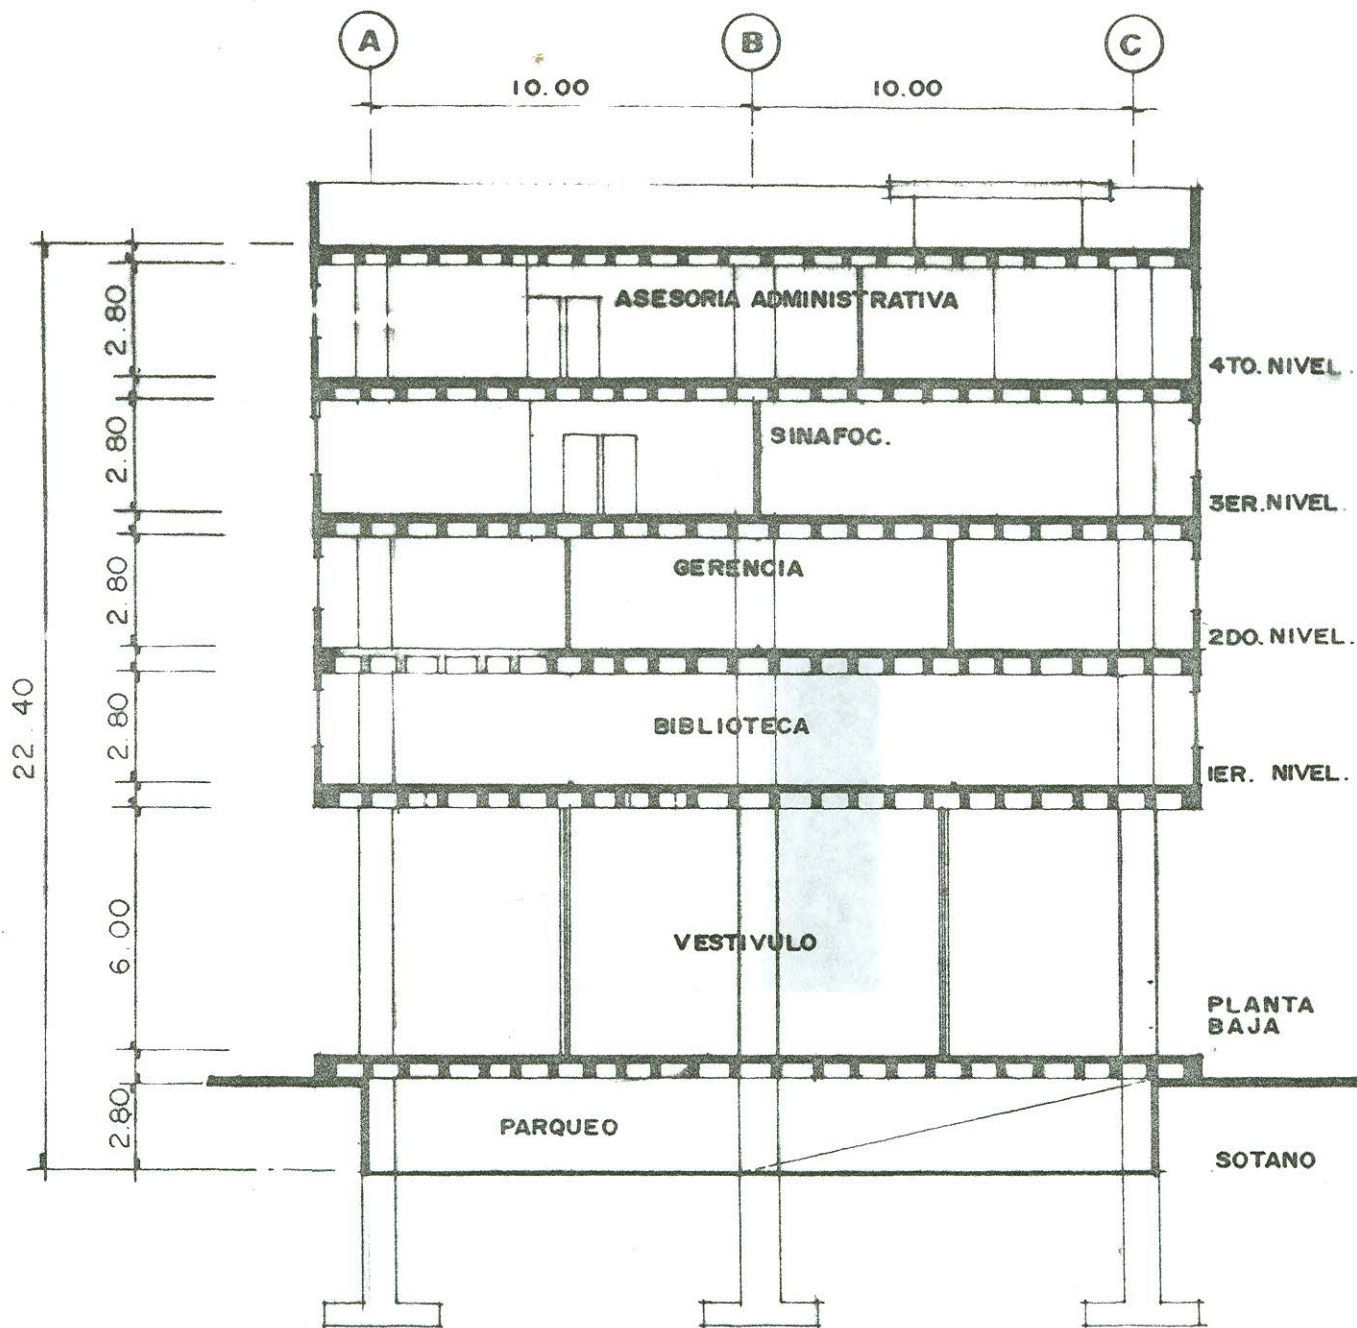 A
B
C
10.00
10.00
ASESORIA ADMINISTRATIVA
2.80
4TO. NIVEL.
2.80
SINAFOC.
3ER. NIVEL.
2.80
GERENCIA
2DO. NIVEL.
22.40
2.80
BIBLIOTECA
1ER. NIVEL.
6.00
VESTIVULO
PLANTA
BAJA
2.80
PARQUEO
SOTANO